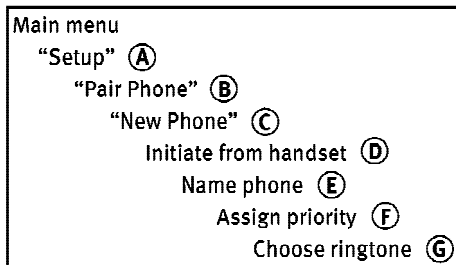 Main menu
“Setup” Ⓐ
“Pair Phone” Ⓑ
“New Phone” Ⓒ
Initiate from handset Ⓓ
Name phone Ⓔ
Assign priority Ⓕ
Choose ringtone Ⓖ